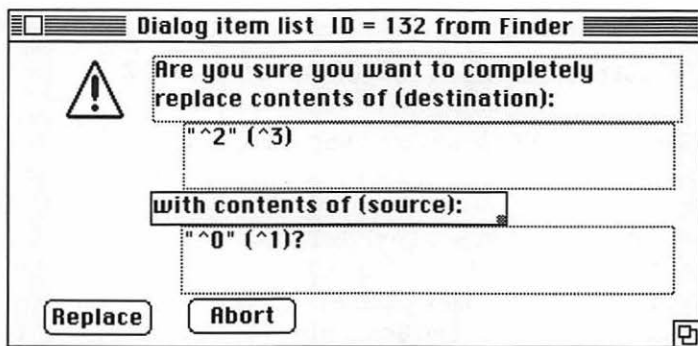 Dialog item list ID = 132 from Finder
Are you sure you want to completely
replace contents of (destination):
"^2" (^3)
with contents of (source):
"^0" (^1)?
Replace
Abort